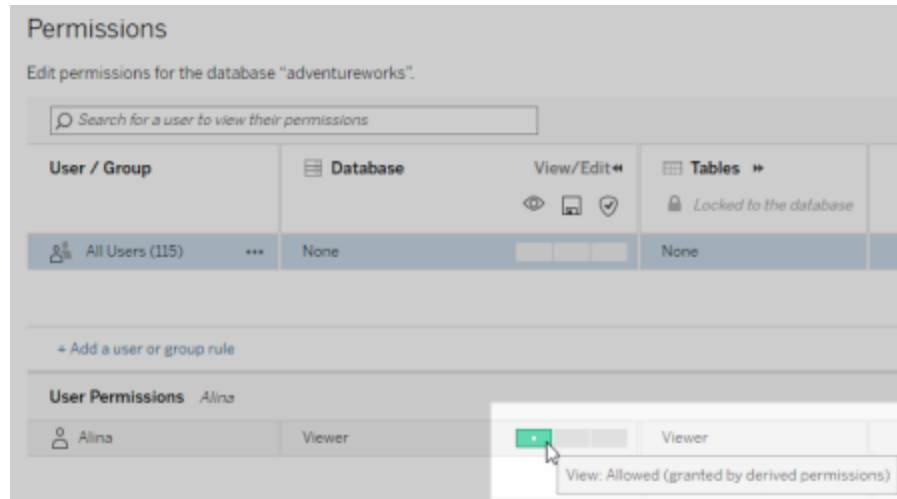 Permissions
Edit permissions for the database "adventureworks".
Search for a user to view their permissions
User / Group Database View/Edit Tables
Locked to the database
All Users (115) ••• None None
+ Add a user or group rule
User Permissions Alina
Alina Viewer Viewer
View: Allowed (granted by derived permissions)